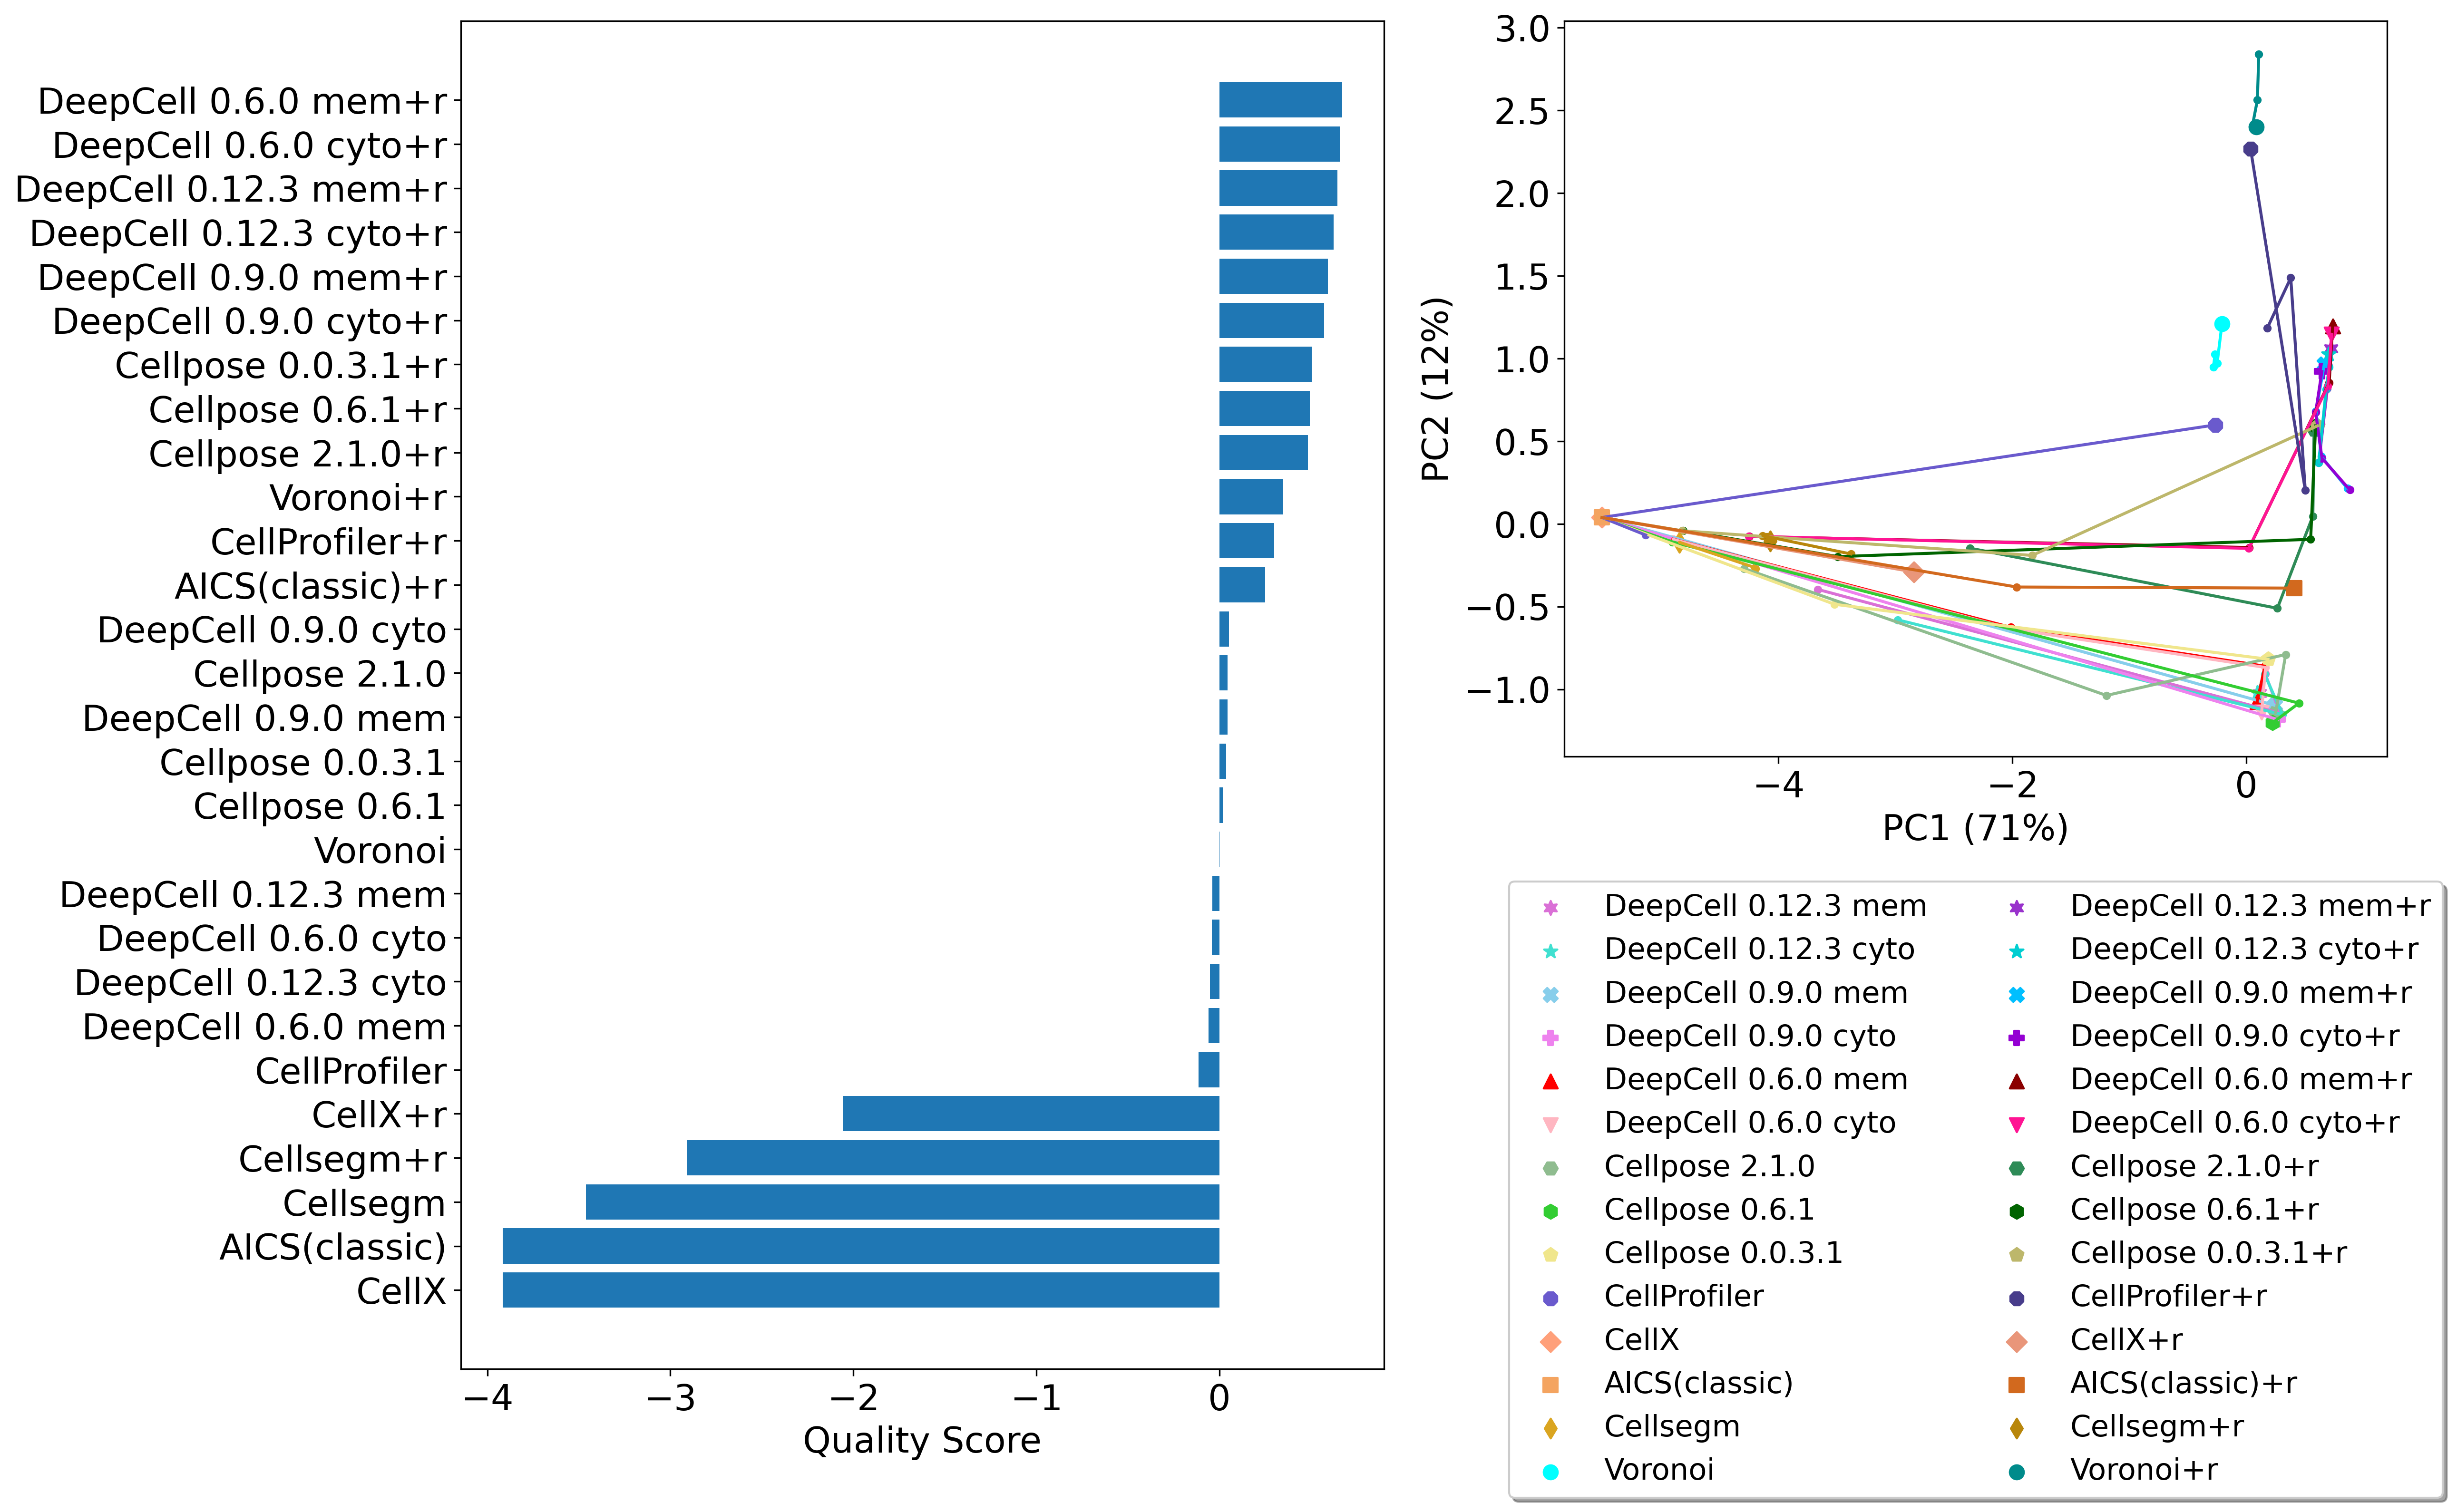 DeepCell 0.6.0 mem+r
DeepCell 0.6.0 cyto+r
DeepCell 0.12.3 mem+r
DeepCell 0.12.3 cyto+r
DeepCell 0.9.0 mem+r
DeepCell 0.9.0 cyto+r
Cellpose 0.0.3.1+r
Cellpose 0.6.1+r
Cellpose 2.1.0+r
Voronoi+r
CellProfiler+r
AICS(classic)+r
DeepCell 0.9.0 cyto
Cellpose 2.1.0
DeepCell 0.9.0 mem
Cellpose 0.0.3.1
Cellpose 0.6.1
Voronoi
DeepCell 0.12.3 mem
DeepCell 0.6.0 cyto
DeepCell 0.12.3 cyto
DeepCell 0.6.0 mem
CellProfiler
CellX+r
Cellsegm+r
Cellsegm
AICS(classic)
CellX
−4 −3 −2 −1 0
Quality Score
3.0
2.5
2.0
1.5
1.0
0.5
0.0
−0.5
−1.0
PC2 (12%)
−4 −2 0
PC1 (71%)
DeepCell 0.12.3 mem
DeepCell 0.12.3 cyto
DeepCell 0.9.0 mem
DeepCell 0.9.0 cyto
DeepCell 0.6.0 mem
DeepCell 0.6.0 cyto
Cellpose 2.1.0
Cellpose 0.6.1
Cellpose 0.0.3.1
CellProfiler
CellX
AICS(classic)
Cellsegm
Voronoi
DeepCell 0.12.3 mem+r
DeepCell 0.12.3 cyto+r
DeepCell 0.9.0 mem+r
DeepCell 0.9.0 cyto+r
DeepCell 0.6.0 mem+r
DeepCell 0.6.0 cyto+r
Cellpose 2.1.0+r
Cellpose 0.6.1+r
Cellpose 0.0.3.1+r
CellProfiler+r
CellX+r
AICS(classic)+r
Cellsegm+r
Voronoi+r